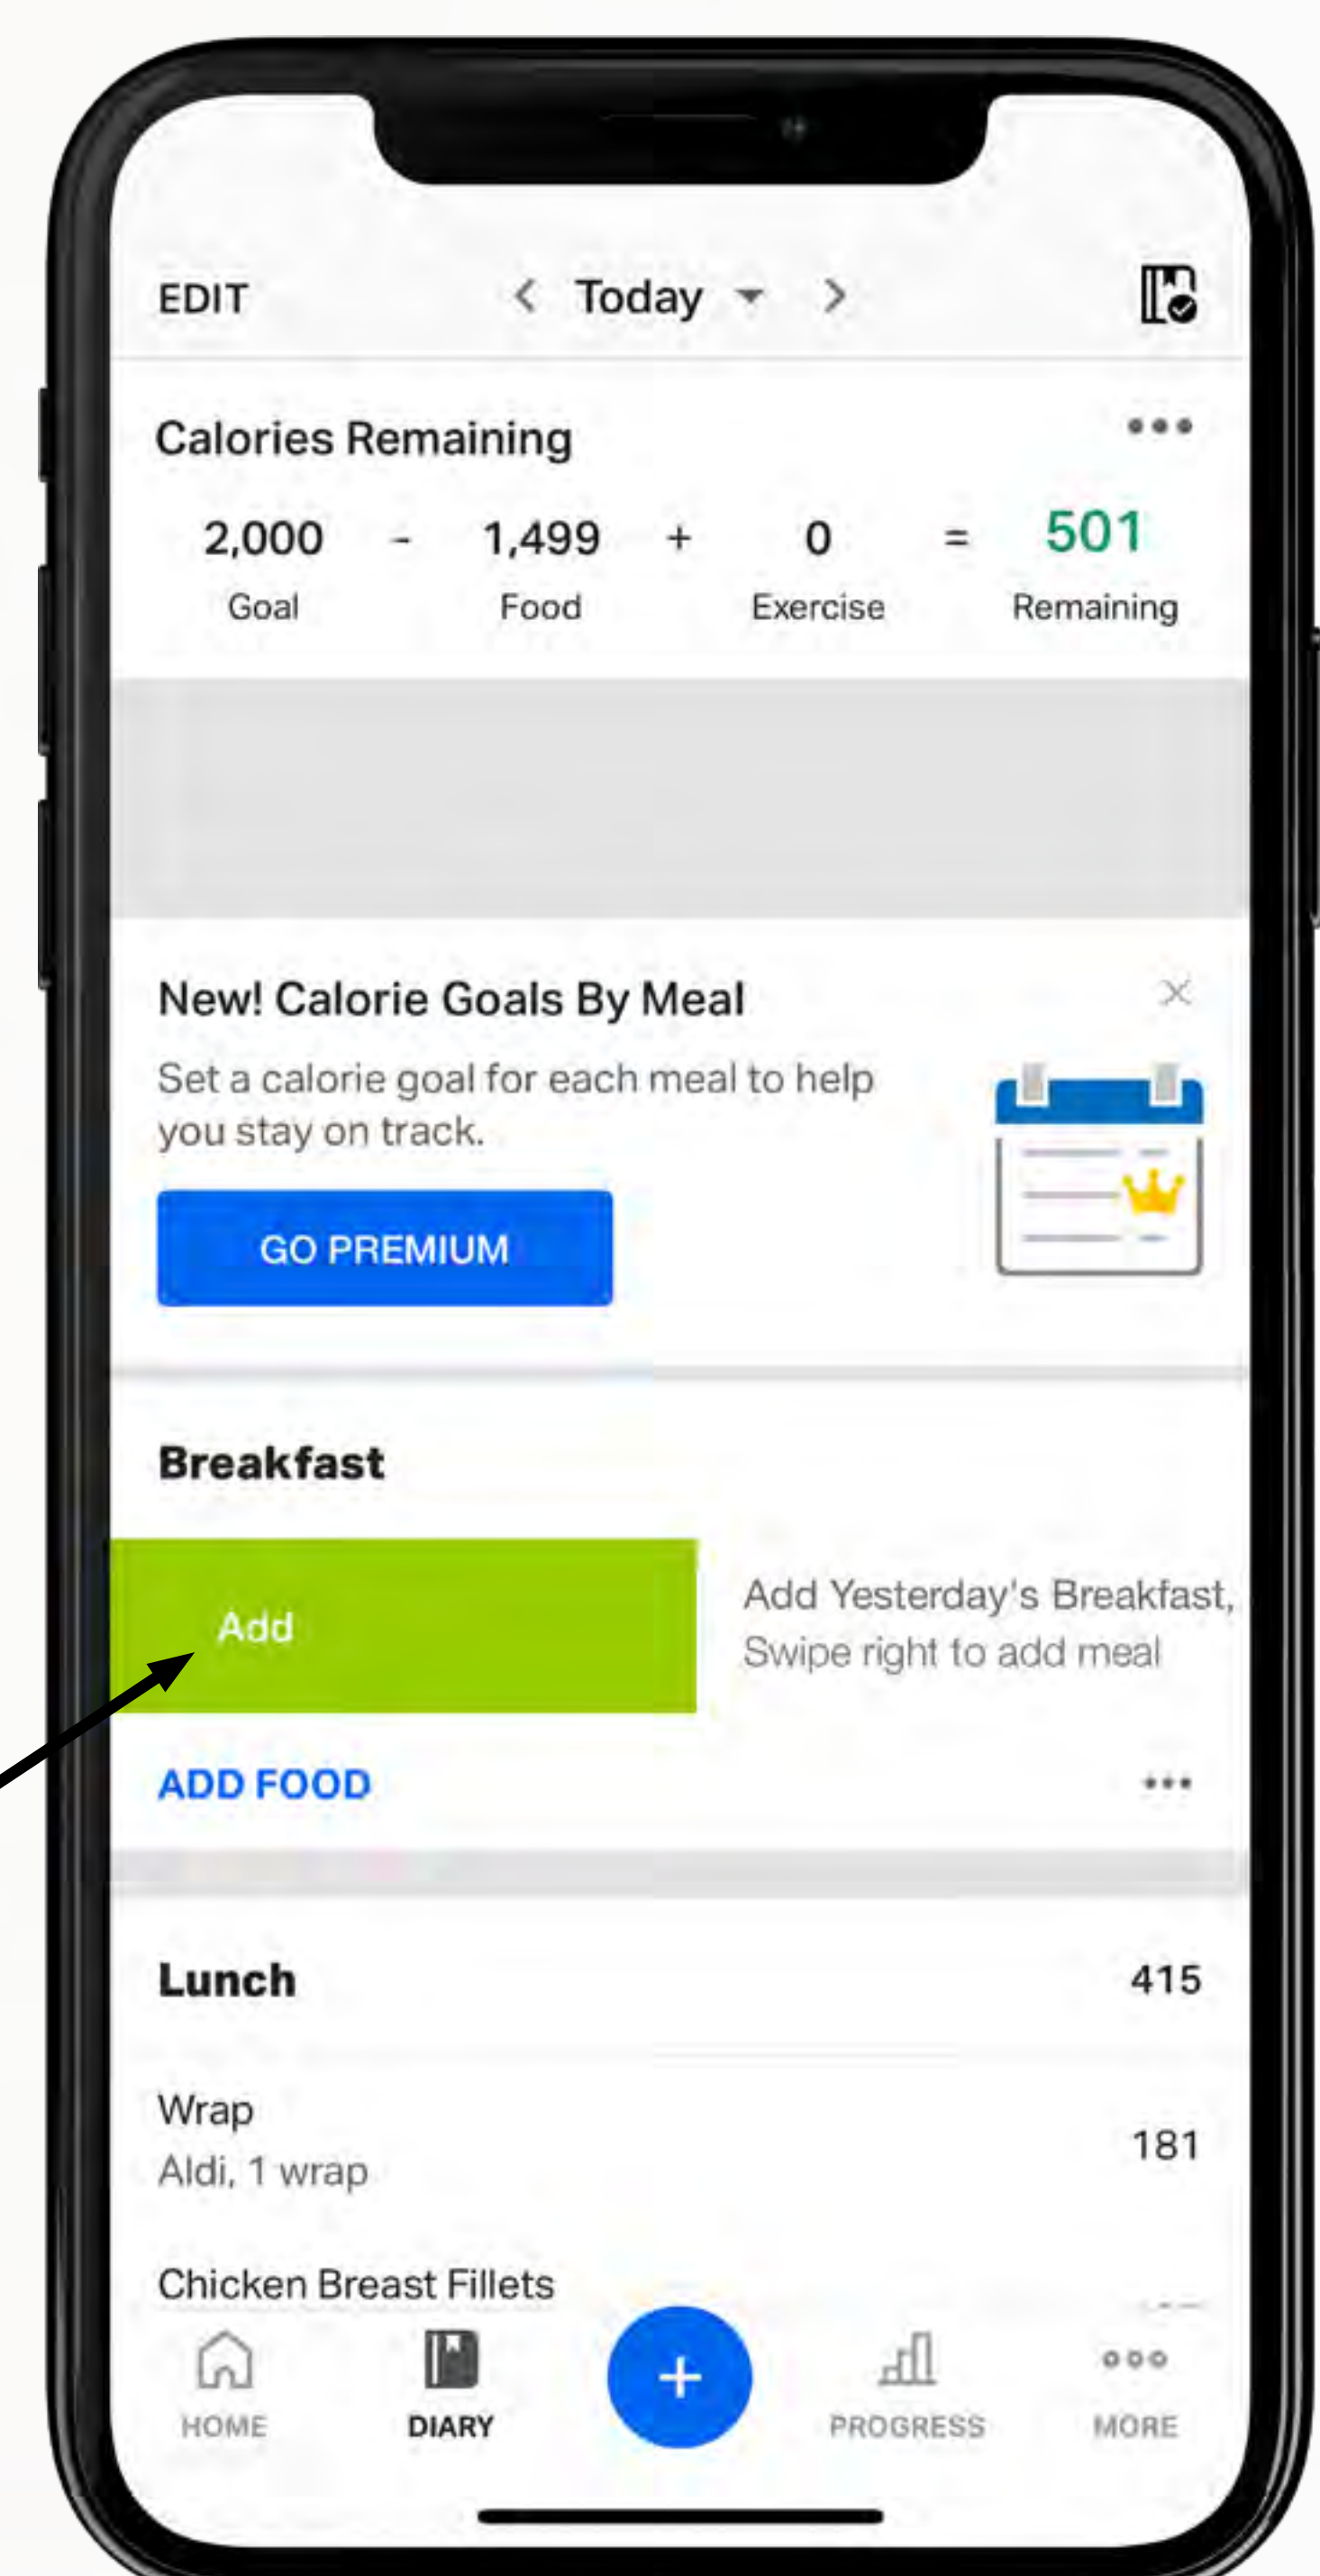 EDIT < Today >
Calories Remaining
2,000 - 1,499 + 0 = 501
Goal Food Exercise Remaining
New! Calorie Goals By Meal
Set a calorie goal for each meal to help
you stay on track.
GO PREMIUM
Breakfast
Add
Add Yesterday's Breakfast,
Swipe right to add meal
ADD FOOD
Lunch 415
Wrap
181
Aldi, 1 wrap
Chicken Breast Fillets
+
HOME DIARY PROGRESS MORE